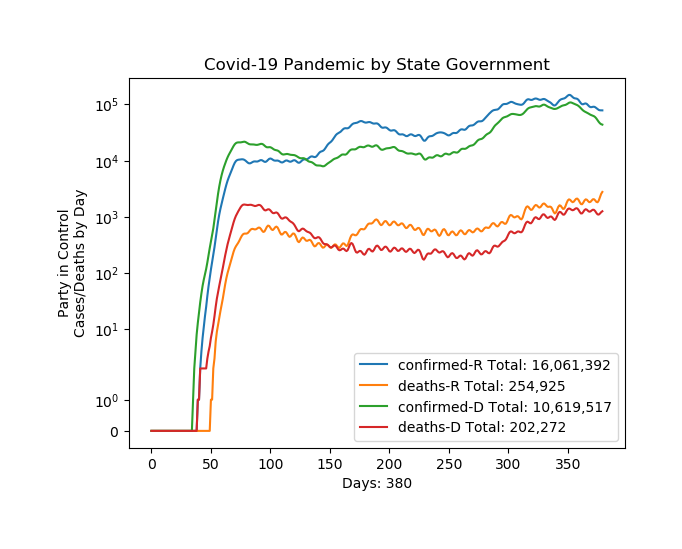 Covid-19 Pandemic by State Government
Party in Control
Cases/Deaths by Day
10^5
10^4
10^3
10^2
10^1
10^0
0
confirmed-R Total: 16,061,392
deaths-R Total: 254,925
confirmed-D Total: 10,619,517
deaths-D Total: 202,272
0 50 100 150 200 250 300 350
Days: 380